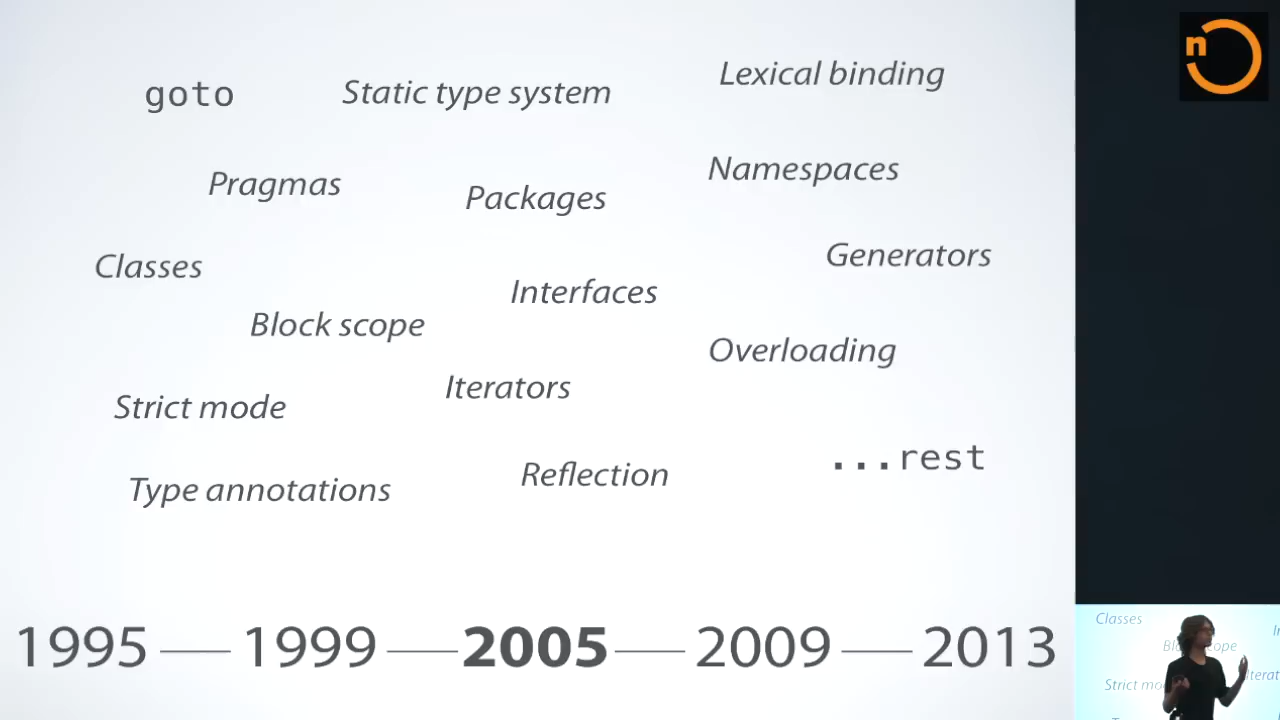 n
goto
Static type system
Lexical binding
Pragmas
Packages
Namespaces
Classes
Interfaces
Generators
Block scope
Overloading
Strict mode
Iterators
...rest
Type annotations
Reflection
1995 — 1999 — 2005 — 2009 — 2013
Classes
Strict mo